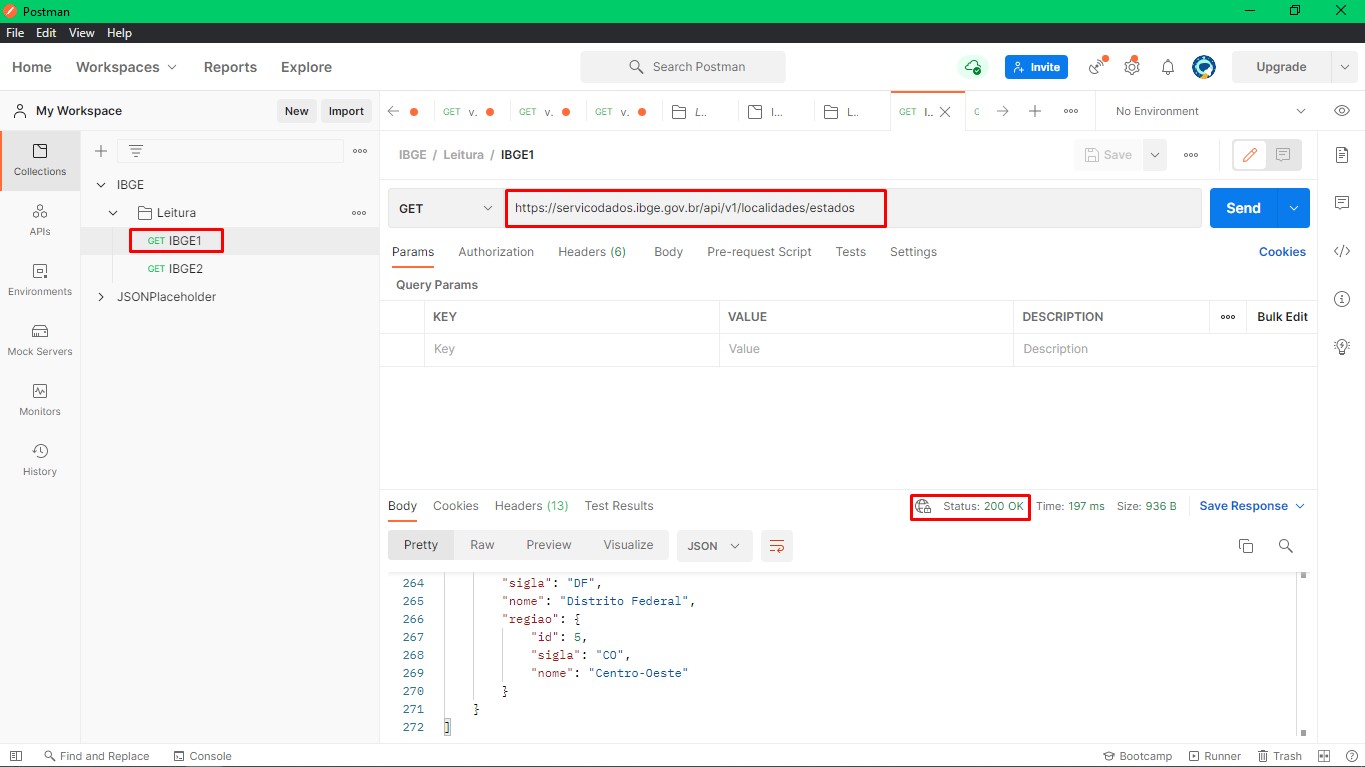 Postman
File Edit View Help
Home Workspaces Reports Explore Search Postman Invite Upgrade
My Workspace New Import
GET v. GET v. GET v. L.. I... L.. GET I.. No Environment
Collections
APIs
Environments
Mock Servers
Monitors
History
IBGE
Leitura
GET IBGE1
GET IBGE2
JSONPlaceholder
IBGE / Leitura / IBGE1 Save
GET https://servicodados.ibge.gov.br/api/v1/localidades/estados Send
Params Authorization Headers (6) Body Pre-request Script Tests Settings Cookies
Query Params
KEY VALUE DESCRIPTION Bulk Edit
Key Value Description
Body Cookies Headers (13) Test Results Status: 200 OK Time: 197 ms Size: 936 B Save Response
Pretty Raw Preview Visualize JSON
264 "sigla": "DF",
265 "nome": "Distrito Federal",
266 "regiao": {
267 "id": 5,
268 "sigla": "CO",
269 "nome": "Centro-Oeste"
270 }
271 }
272 ]
Find and Replace Console Bootcamp Runner Trash